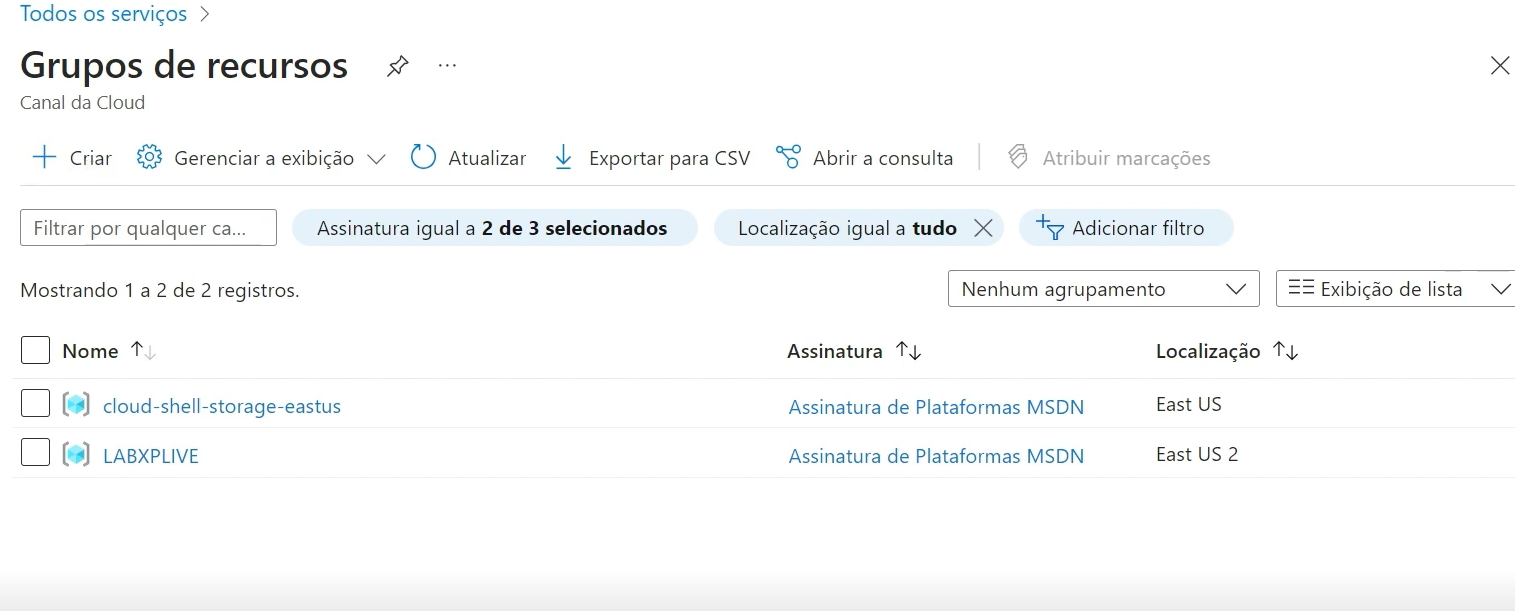 Todos os serviços
Grupos de recursos
Canal da Cloud
Criar Gerenciar a exibição Atualizar Exportar para CSV Abrir a consulta Atribuir marcações
Filtrar por qualquer ca... Assinatura igual a 2 de 3 selecionados Localização igual a tudo Adicionar filtro
Mostrando 1 a 2 de 2 registros. Nenhum agrupamento Exibição de lista
Nome Assinatura Localização
cloud-shell-storage-eastus Assinatura de Plataformas MSDN East US
LABXPLIVE Assinatura de Plataformas MSDN East US 2